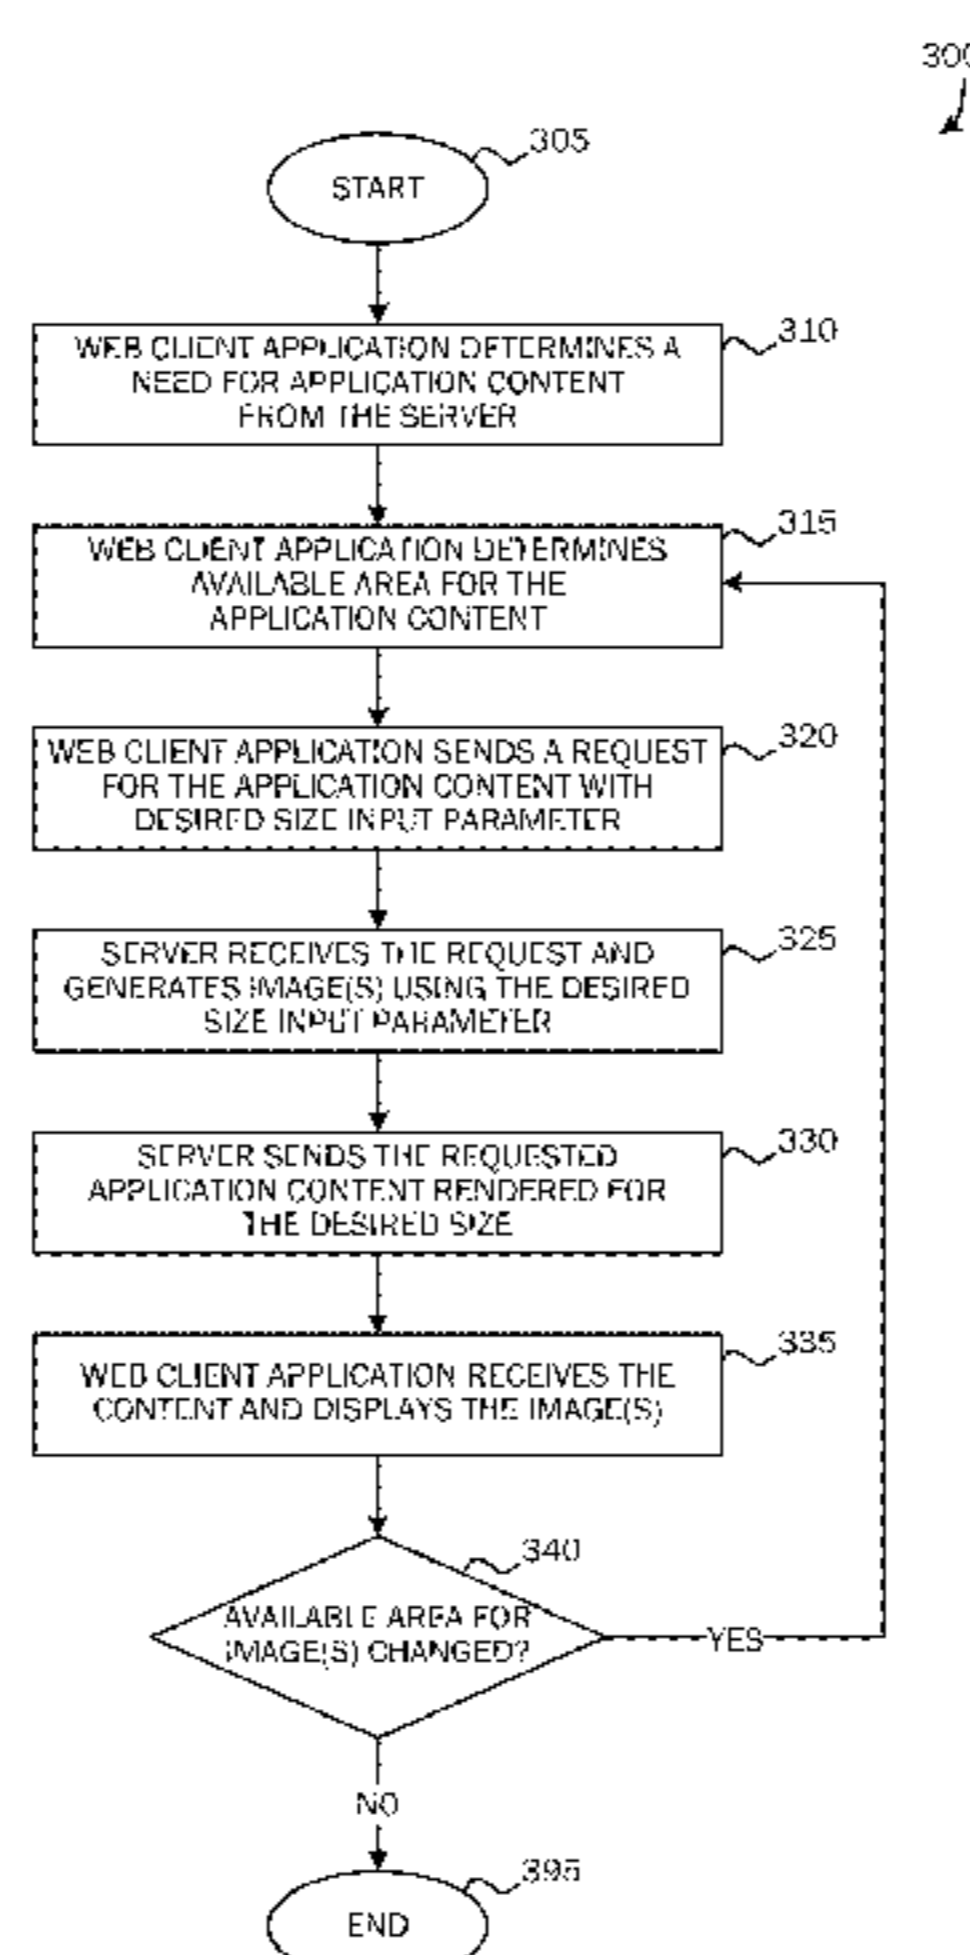 300
305
START
310
WEB CLIENT APPLICATION DETERMINES A
NEED FOR APPLICATION CONTENT
FROM THE SERVER
315
WEB CLIENT APPLICATION DETERMINES
AVAILABLE AREA FOR THE
APPLICATION CONTENT
320
WEB CLIENT APPLICATION SENDS A REQUEST
FOR THE APPLICATION CONTENT WITH
DESIRED SIZE INPUT PARAMETER
325
SERVER RECEIVES THE REQUEST AND
GENERATES IMAGE(S) USING THE DESIRED
SIZE INPUT PARAMETER
330
SERVER SENDS THE REQUESTED
APPLICATION CONTENT RENDERED FOR
THE DESIRED SIZE
335
WEB CLIENT APPLICATION RECEIVES THE
CONTENT AND DISPLAYS THE IMAGE(S)
340
AVAILABLE AREA FOR
IMAGE(S) CHANGED?
YES
NO
395
END